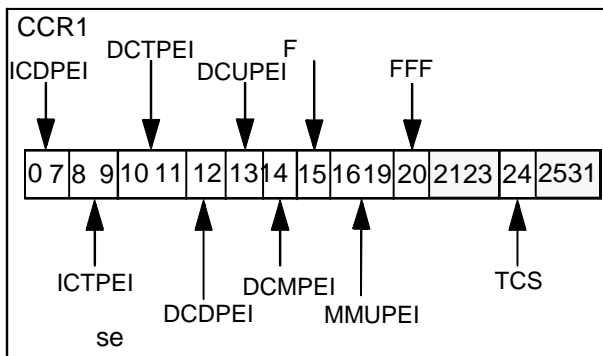 CCR1
DCTPEI
F
ICDPEI
DCUPEI
FFF
0 7 8 9 10 11 12 13 14 15 16 19 20 21 23 24 25 31
ICTPEI
DCMPEI
TCS
DCDPEI
MMUPEI
se